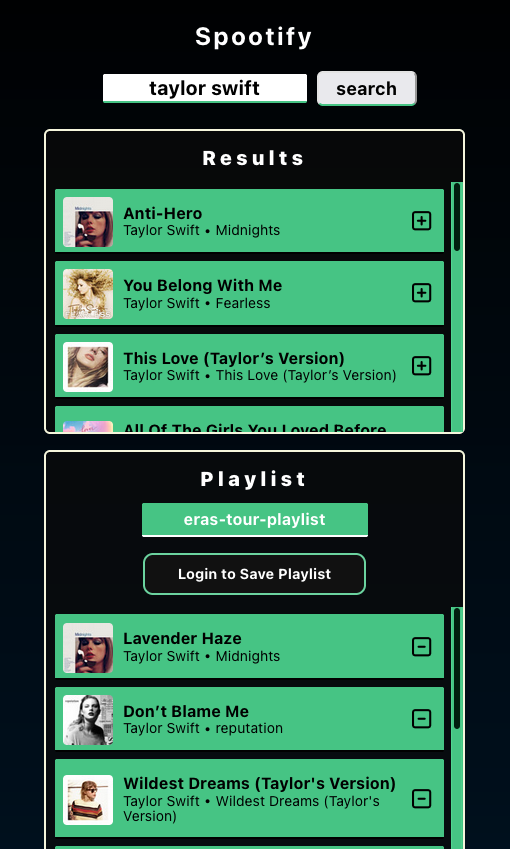 Spootify
taylor swift
search
Results
Anti-Hero
Taylor Swift • Midnights
You Belong With Me
Taylor Swift • Fearless
This Love (Taylor’s Version)
Taylor Swift • This Love (Taylor’s Version)
All Of The Girls You Loved Before
Playlist
eras-tour-playlist
Login to Save Playlist
Lavender Haze
Taylor Swift • Midnights
Don’t Blame Me
Taylor Swift • reputation
Wildest Dreams (Taylor's Version)
Taylor Swift • Wildest Dreams (Taylor's
Version)